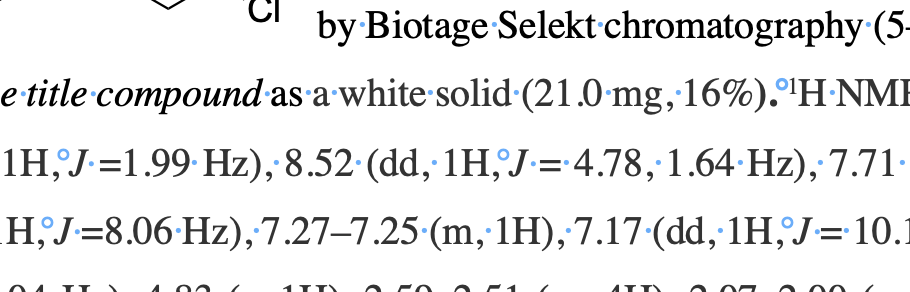 Cl
by Biotage Selekt chromatography (5-
e title compound as a white solid (21.0 mg, 16%). ¹H NMR
1H, J =1.99 Hz), 8.52 (dd, 1H, J = 4.78, 1.64 Hz), 7.71
H, J =8.06 Hz), 7.27–7.25 (m, 1H), 7.17 (dd, 1H, J = 10.1